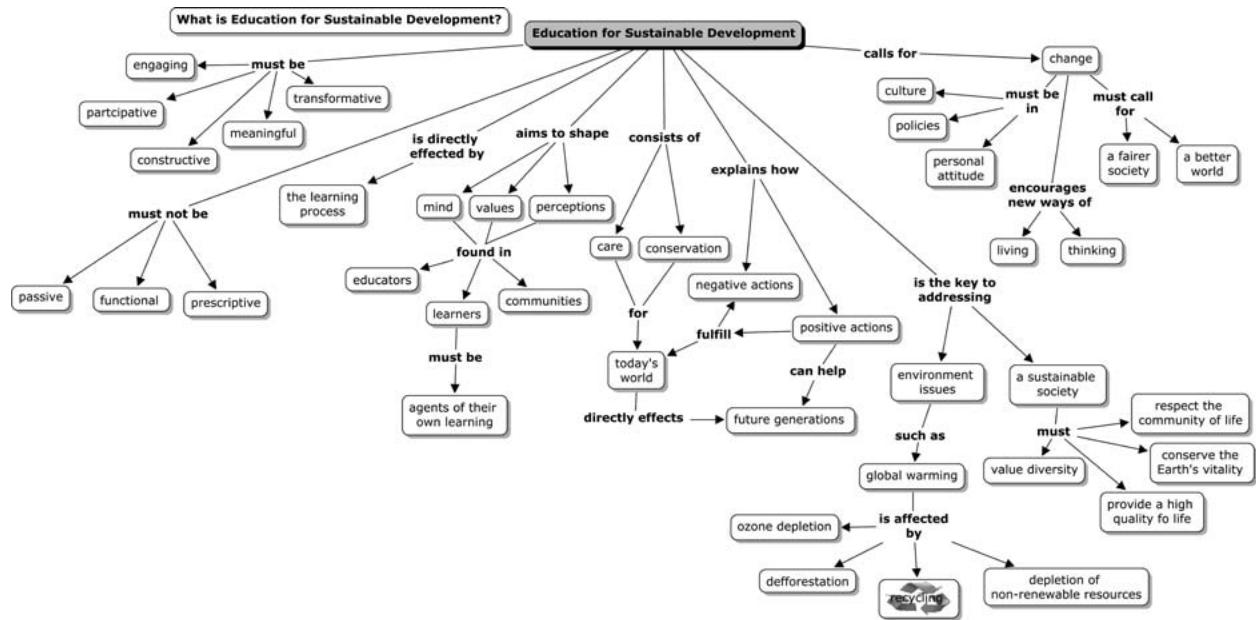 What is Education for Sustainable Development?
Education for Sustainable Development
must be
engaging
partcipative
constructive
meaningful
transformative
must not be
passive
functional
prescriptive
is directly
effected by
the learning
process
aims to shape
mind
values
perceptions
found in
educators
learners
communities
must be
agents of their
own learning
consists of
care
conservation
for
today's
world
directly effects
future generations
explains how
negative actions
positive actions
fulfill
can help
is the key to
addressing
environment
issues
such as
global warming
is affected
by
ozone depletion
defforestation
recycling
depletion of
non-renewable resources
a sustainable
society
must
value diversity
respect the
community of life
conserve the
Earth's vitality
provide a high
quality fo life
calls for
change
must be
in
culture
policies
personal
attitude
encourages
new ways of
living
thinking
must call
for
a fairer
society
a better
world